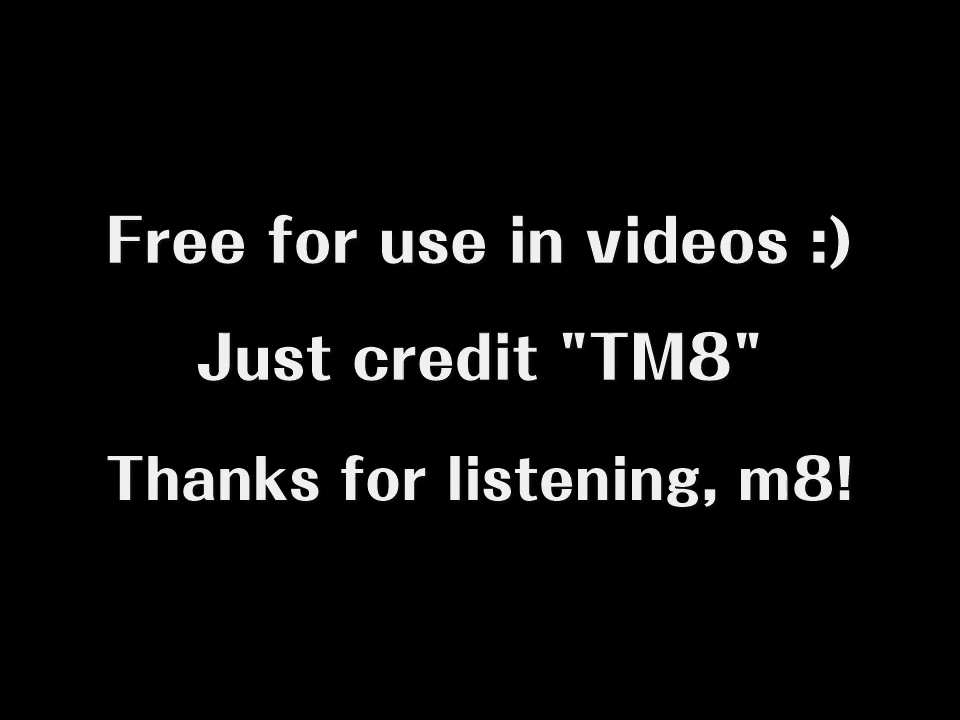 Free for use in videos :)
Just credit "TM8"
Thanks for listening, m8!